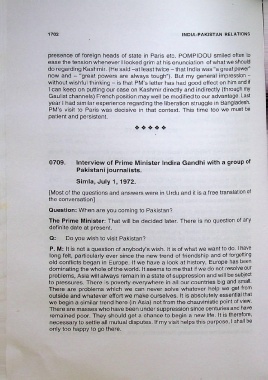 1702 INDIA-PAKISTAN RELATIONS
presence of foreign heads of state in Paris etc. POMPIDOU smiled often to
ease the tension whenever I looked grim at his enunciation of what we should
do regarding Kashmir. (He said –at least twice – that India was "a great power"
now and – "great powers are always tough"). But my general impression –
without wishful thinking – is that PM's letter has had good effect on him and if
I can keep on putting our case on Kashmir directly and indirectly (through my
Gaullist channels) French position may well be modified to our advantage. Last
year I had similar experience regarding the liberation struggle in Bangladesh.
PM's visit to Paris was decisive in that context. This time too we must be
patient and persistent.
0709. Interview of Prime Minister Indira Gandhi with a group of
Pakistani journalists.
Simla, July 1, 1972.
[Most of the questions and answers were in Urdu and it is a free translation of
the conversation]
Question: When are you coming to Pakistan?
The Prime Minister: That will be decided later. There is no question of any
definite date at present.
Q: Do you wish to visit Pakistan?
P. M: It is not a question of anybody's wish. It is of what we want to do. I have
long felt, particularly ever since the new trend of friendship and of forgetting
old conflicts began in Europe. If we have a look at history, Europe has been
dominating the whole of the world. It seems to me that if we do not resolve our
problems, Asia will always remain in a state of suppression and will be subject
to pressures. There is poverty everywhere in all our countries big and small.
There are problems which we can never solve whatever help we get from
outside and whatever effort we make ourselves. It is absolutely essential that
we begin a similar trend here (in Asia) not from the chauvinistic point of view.
There are masses who have been under suppression since centuries and have
remained poor. They should get a chance to begin a new life. It is therefore,
necessary to settle all mutual disputes. If my visit helps this purpose, I shall be
only too happy to go there.